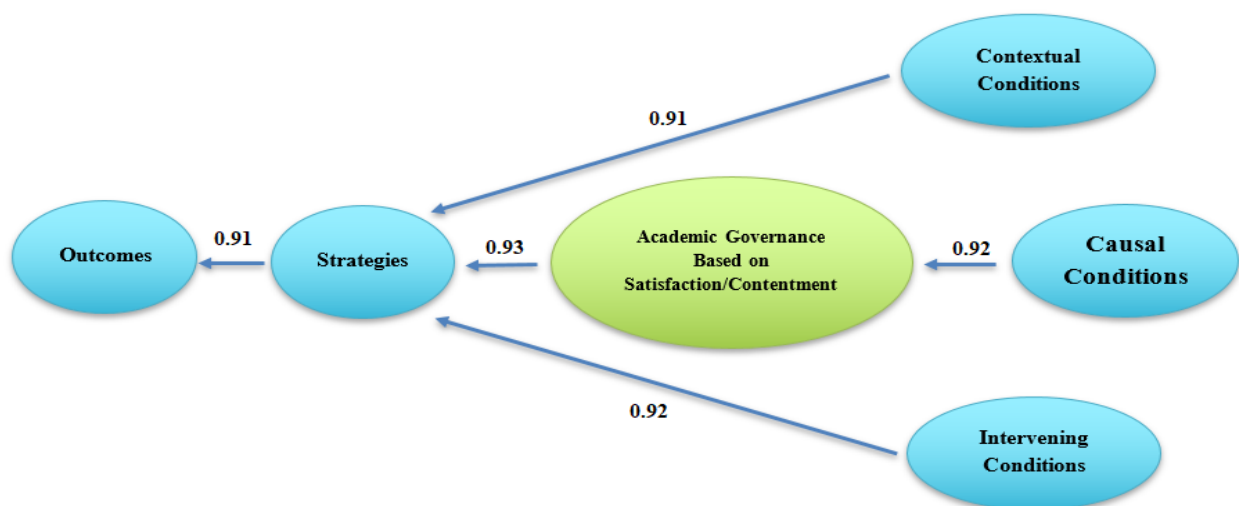 Contextual
Conditions
0.91
Outcomes
0.91
Strategies
0.93
Academic Governance
Based on
Satisfaction/Contentment
0.92
Causal
Conditions
0.92
Intervening
Conditions